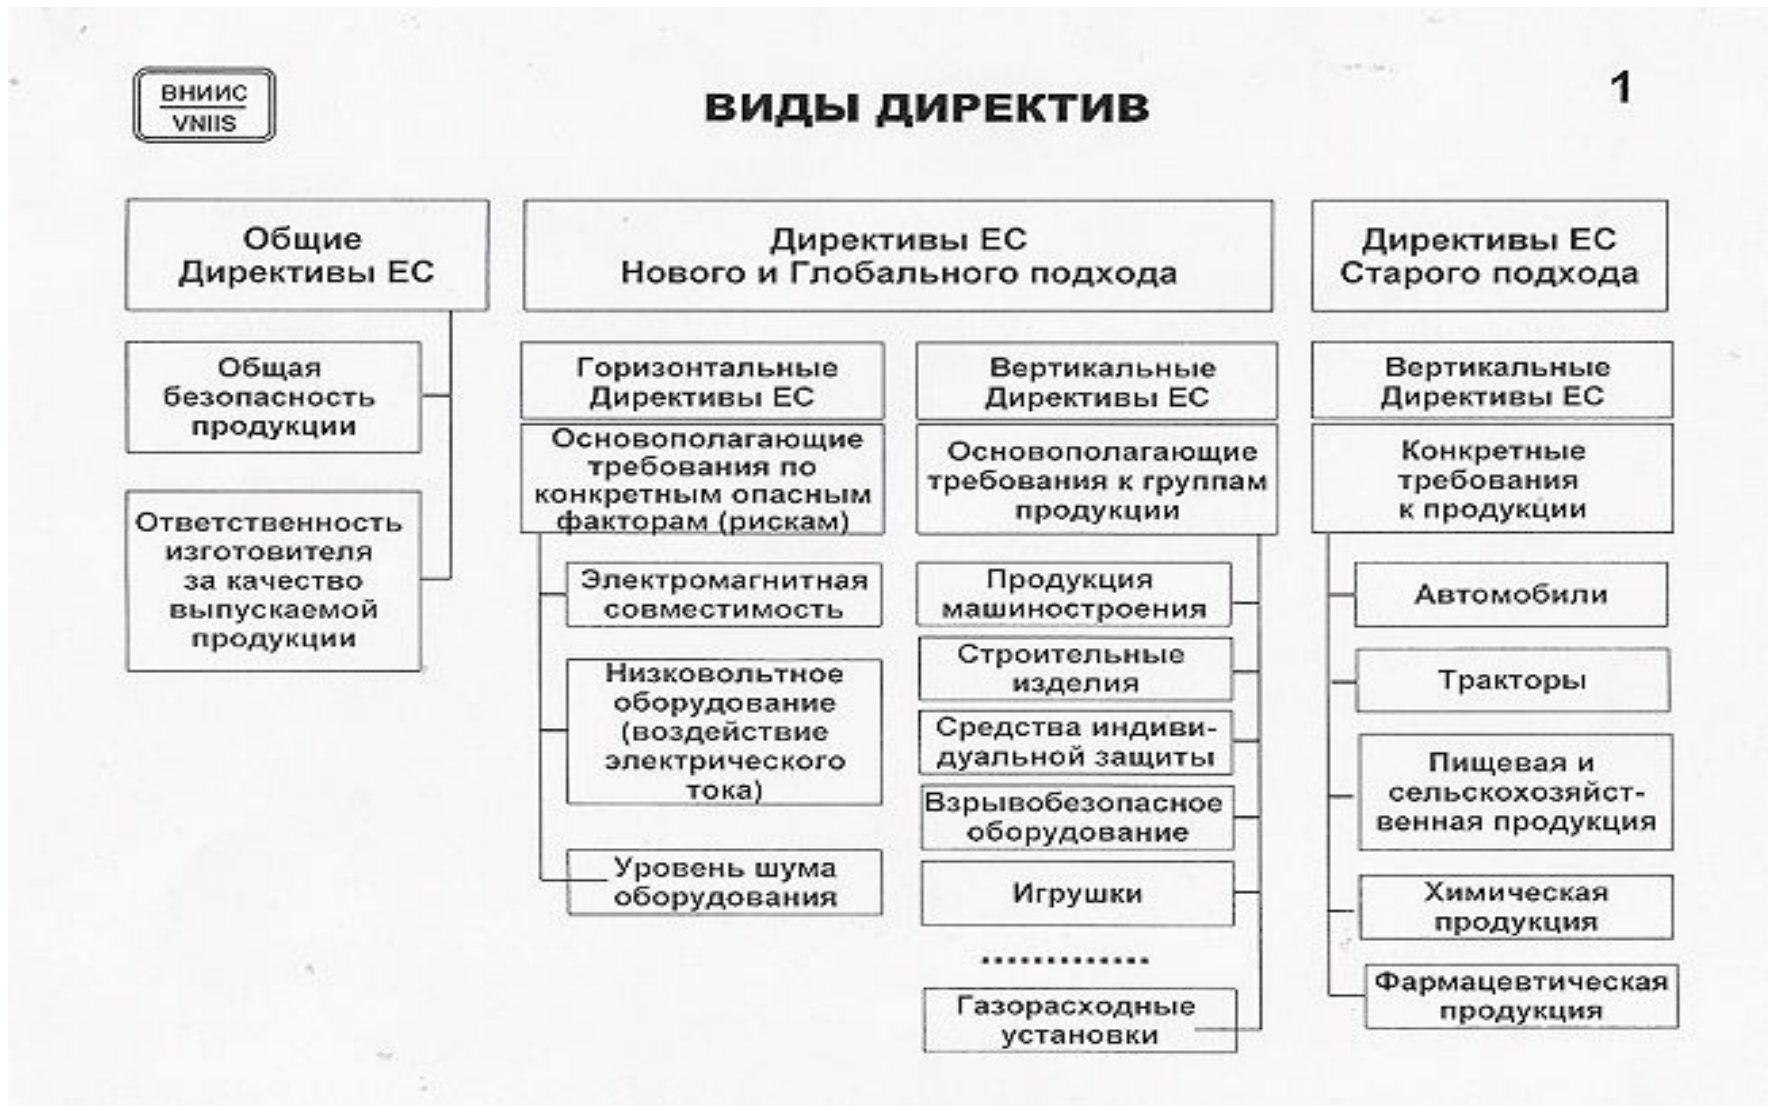 ВНИИС
VNIIS
ВИДЫ ДИРЕКТИВ
1
Общие
Директивы ЕС
Общая
безопасность
продукции
Ответственность
изготовителя
за качество
выпускаемой
продукции
Директивы ЕС
Нового и Глобального подхода
Горизонтальные
Директивы ЕС
Основополагающие
требования по
конкретным опасным
факторам (рискам)
Электромагнитная
совместимость
Низковольтное
оборудование
(воздействие
электрического
тока)
Уровень шума
оборудования
Вертикальные
Директивы ЕС
Основополагающие
требования к группам
продукции
Продукция
машиностроения
Строительные
изделия
Средства индиви-
дуальной защиты
Взрывобезопасное
оборудование
Игрушки
.............
Газорасходные
установки
Директивы ЕС
Старого подхода
Вертикальные
Директивы ЕС
Конкретные
требования
к продукции
Автомобили
Тракторы
Пищевая и
сельскохозяйст-
венная продукция
Химическая
продукция
Фармацевтическая
продукция